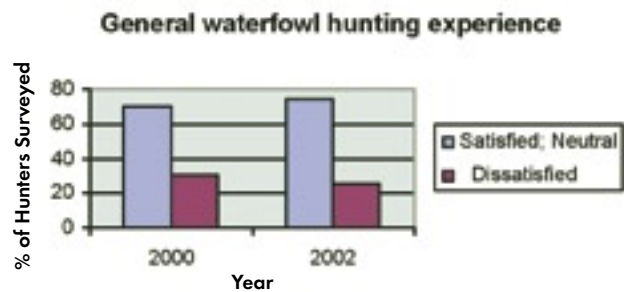 General waterfowl hunting experience
% of Hunters Surveyed
80
60
40
20
0
2000
2002
Year
Satisfied; Neutral
Dissatisfied